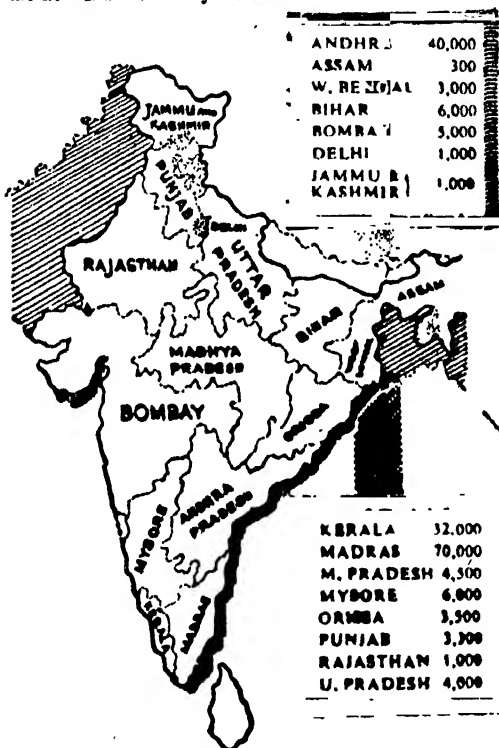 ANDHRA 40,000
ASSAM 300
W. BENGAL 3,000
BIHAR 6,000
BOMBAY 5,000
DELHI 1,000
JAMMU &
KASHMIR 1,000
JAMMU AND
KASHMIR
PUNJAB
DELHI
UTTAR
PRADESH
RAJASTHAN
BIHAR
ASSAM
MADHYA
PRADESH
BOMBAY
ORISSA
ANDHRA
PRADESH
MYSORE
KERALA
MADRAS
KERALA 32,000
MADRAS 70,000
M. PRADESH 4,500
MYSORE 6,000
ORISSA 3,500
PUNJAB 3,300
RAJASTHAN 1,000
U. PRADESH 4,000